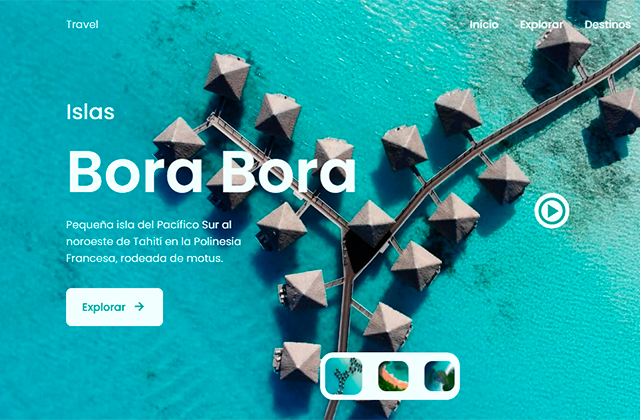 Travel
Inicio Explorar Destinos
Islas
Bora Bora
Pequeña isla del Pacífico Sur al
noroeste de Tahití en la Polinesia
Francesa, rodeada de motus.
Explorar →